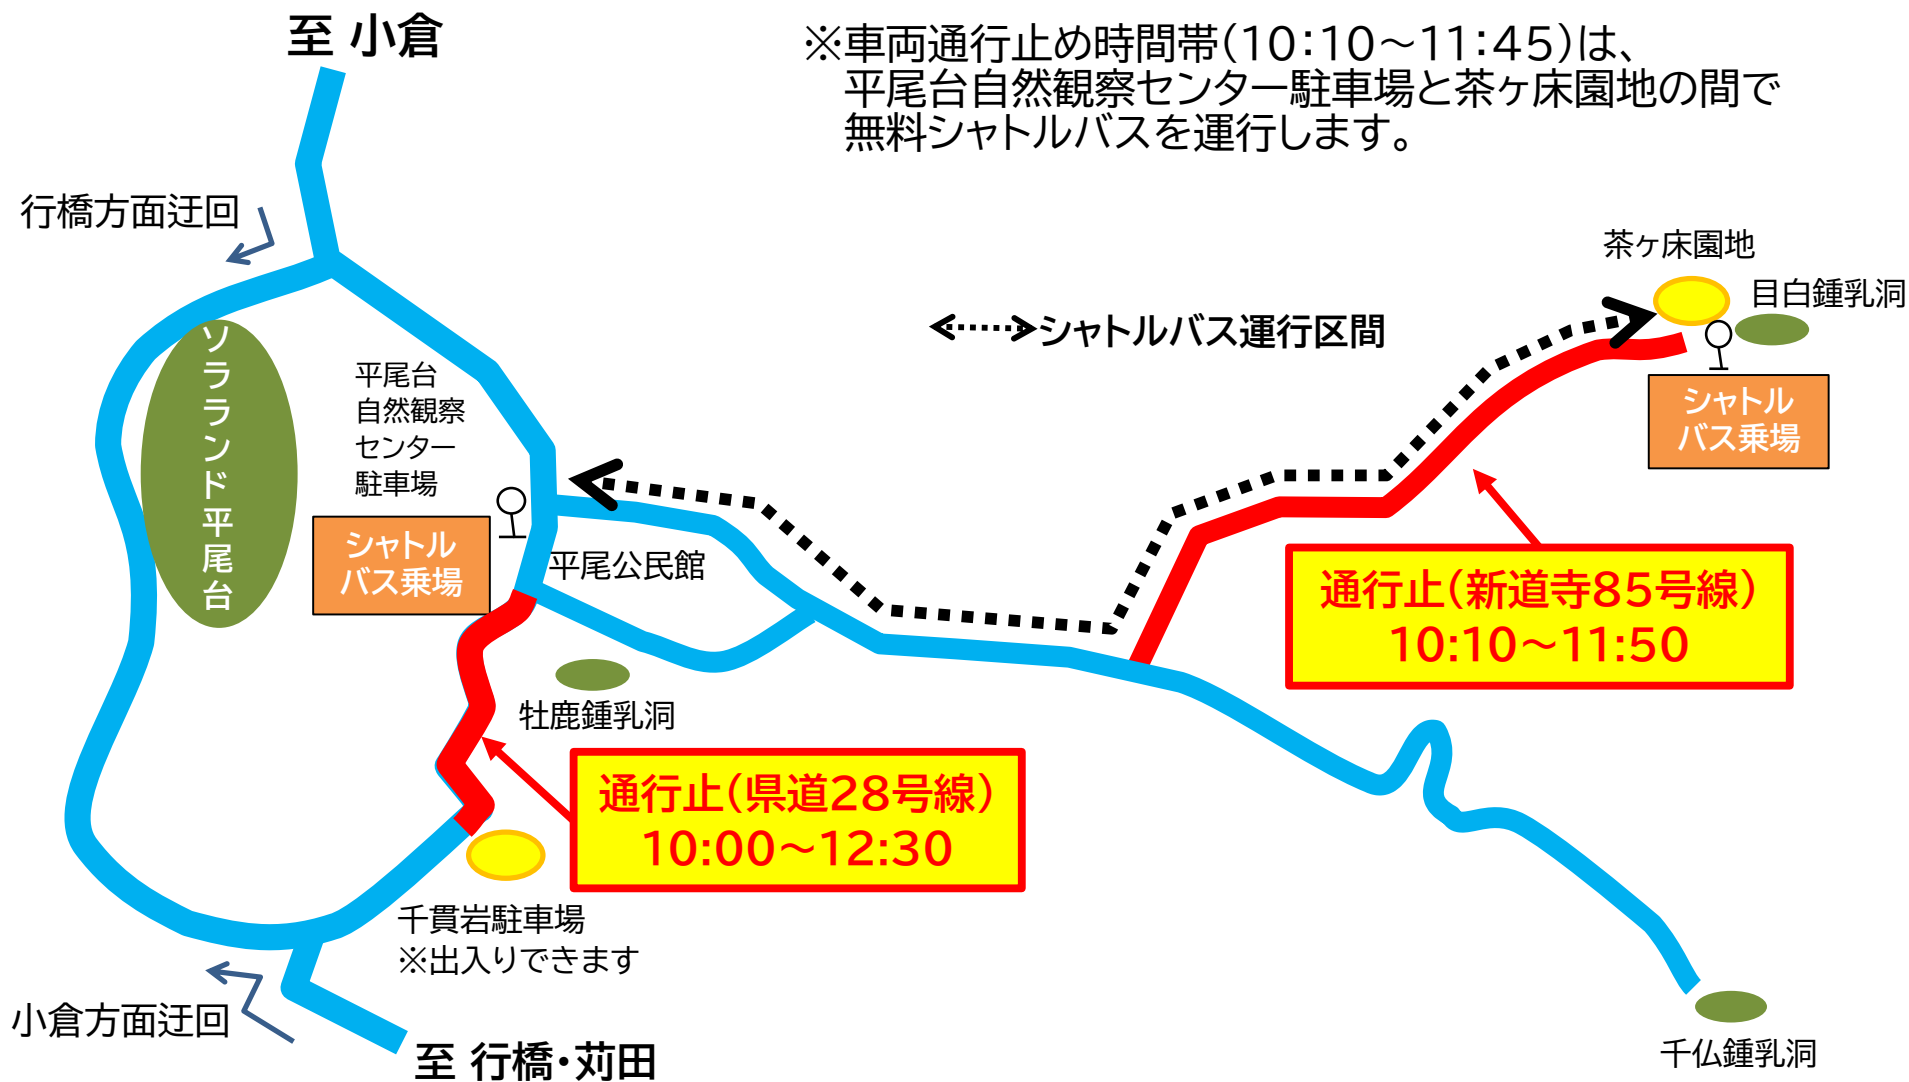 至 小倉
※車両通行止め時間帯(10:10～11:45)は、
平尾台自然観察センター駐車場と茶ヶ床園地の間で
無料シャトルバスを運行します。
行橋方面迂回
茶ヶ床園地
目白鍾乳洞
シャトルバス運行区間
ソララランド平尾台
平尾台
自然観察
センター
駐車場
シャトル
バス乗場
シャトル
バス乗場
平尾公民館
通行止(新道寺85号線)
10:10～11:50
牡鹿鍾乳洞
通行止(県道28号線)
10:00～12:30
千貫岩駐車場
※出入りできます
小倉方面迂回
至 行橋・苅田
千仏鍾乳洞